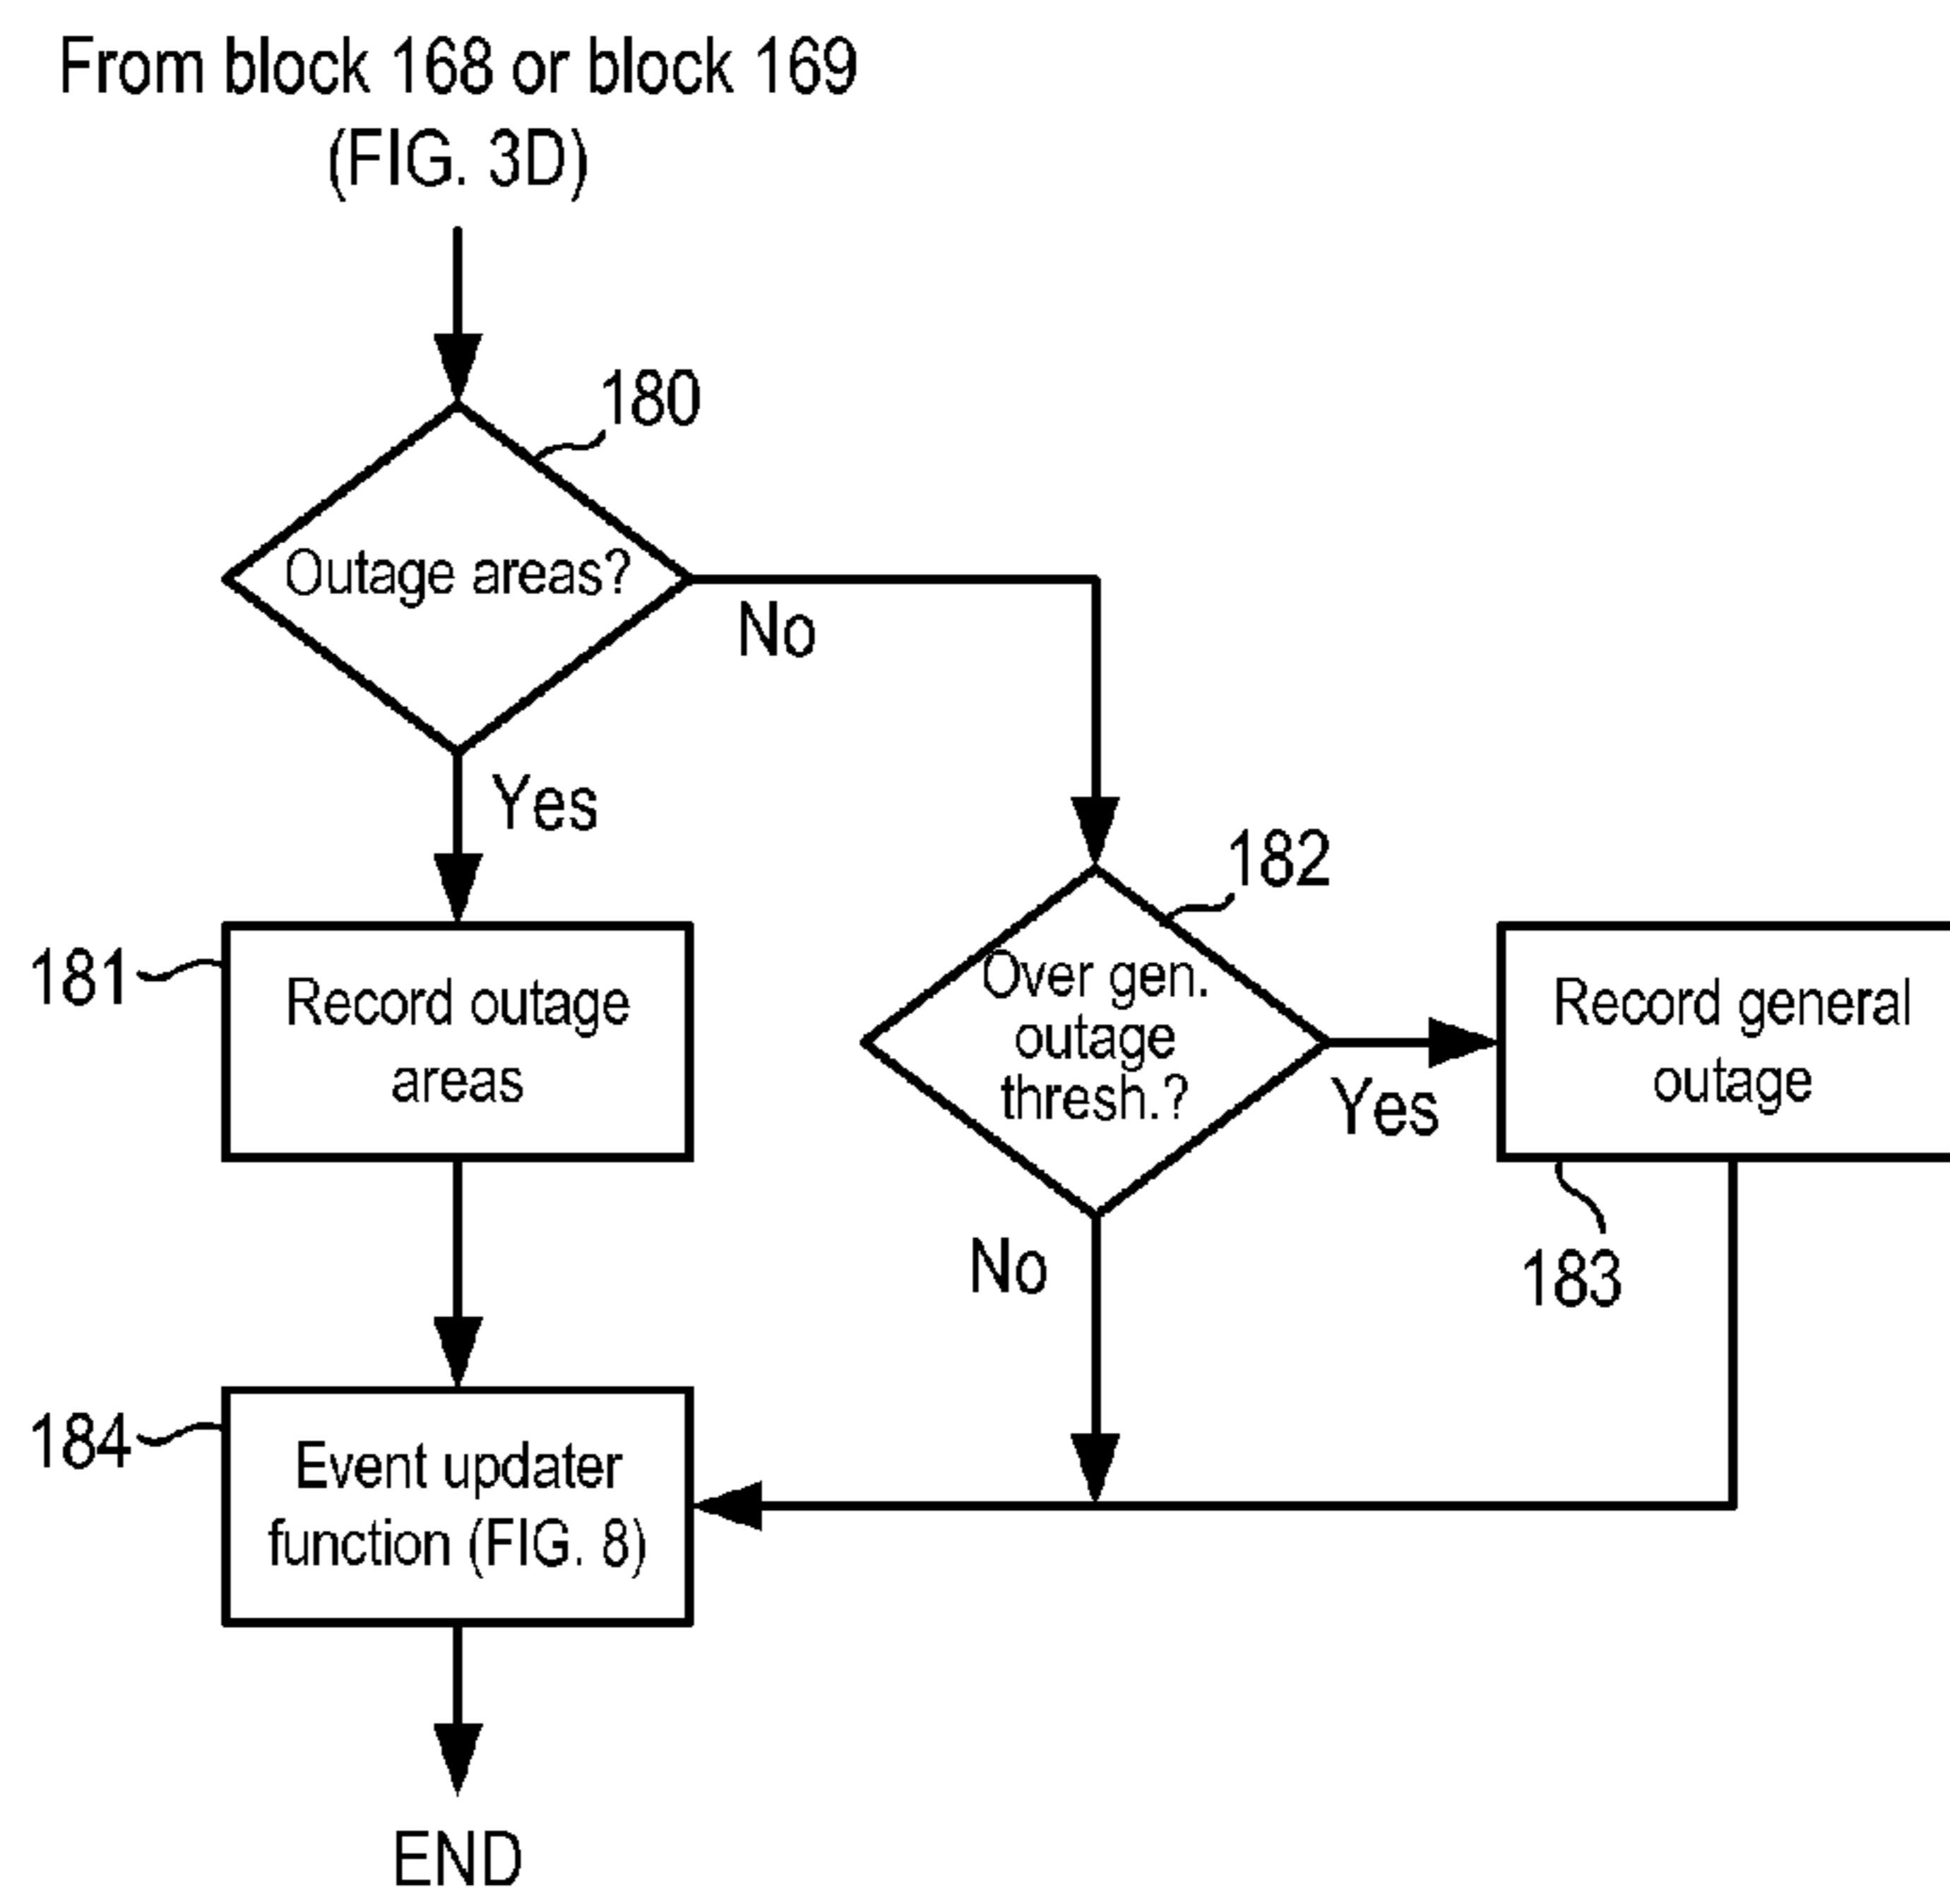 From block 168 or block 169
(FIG. 3D)
180
Outage areas?
No
Yes
182
181
Record outage
areas
Over gen.
outage
thresh.?
Yes
Record general
outage
No
183
184
Event updater
function (FIG. 8)
END